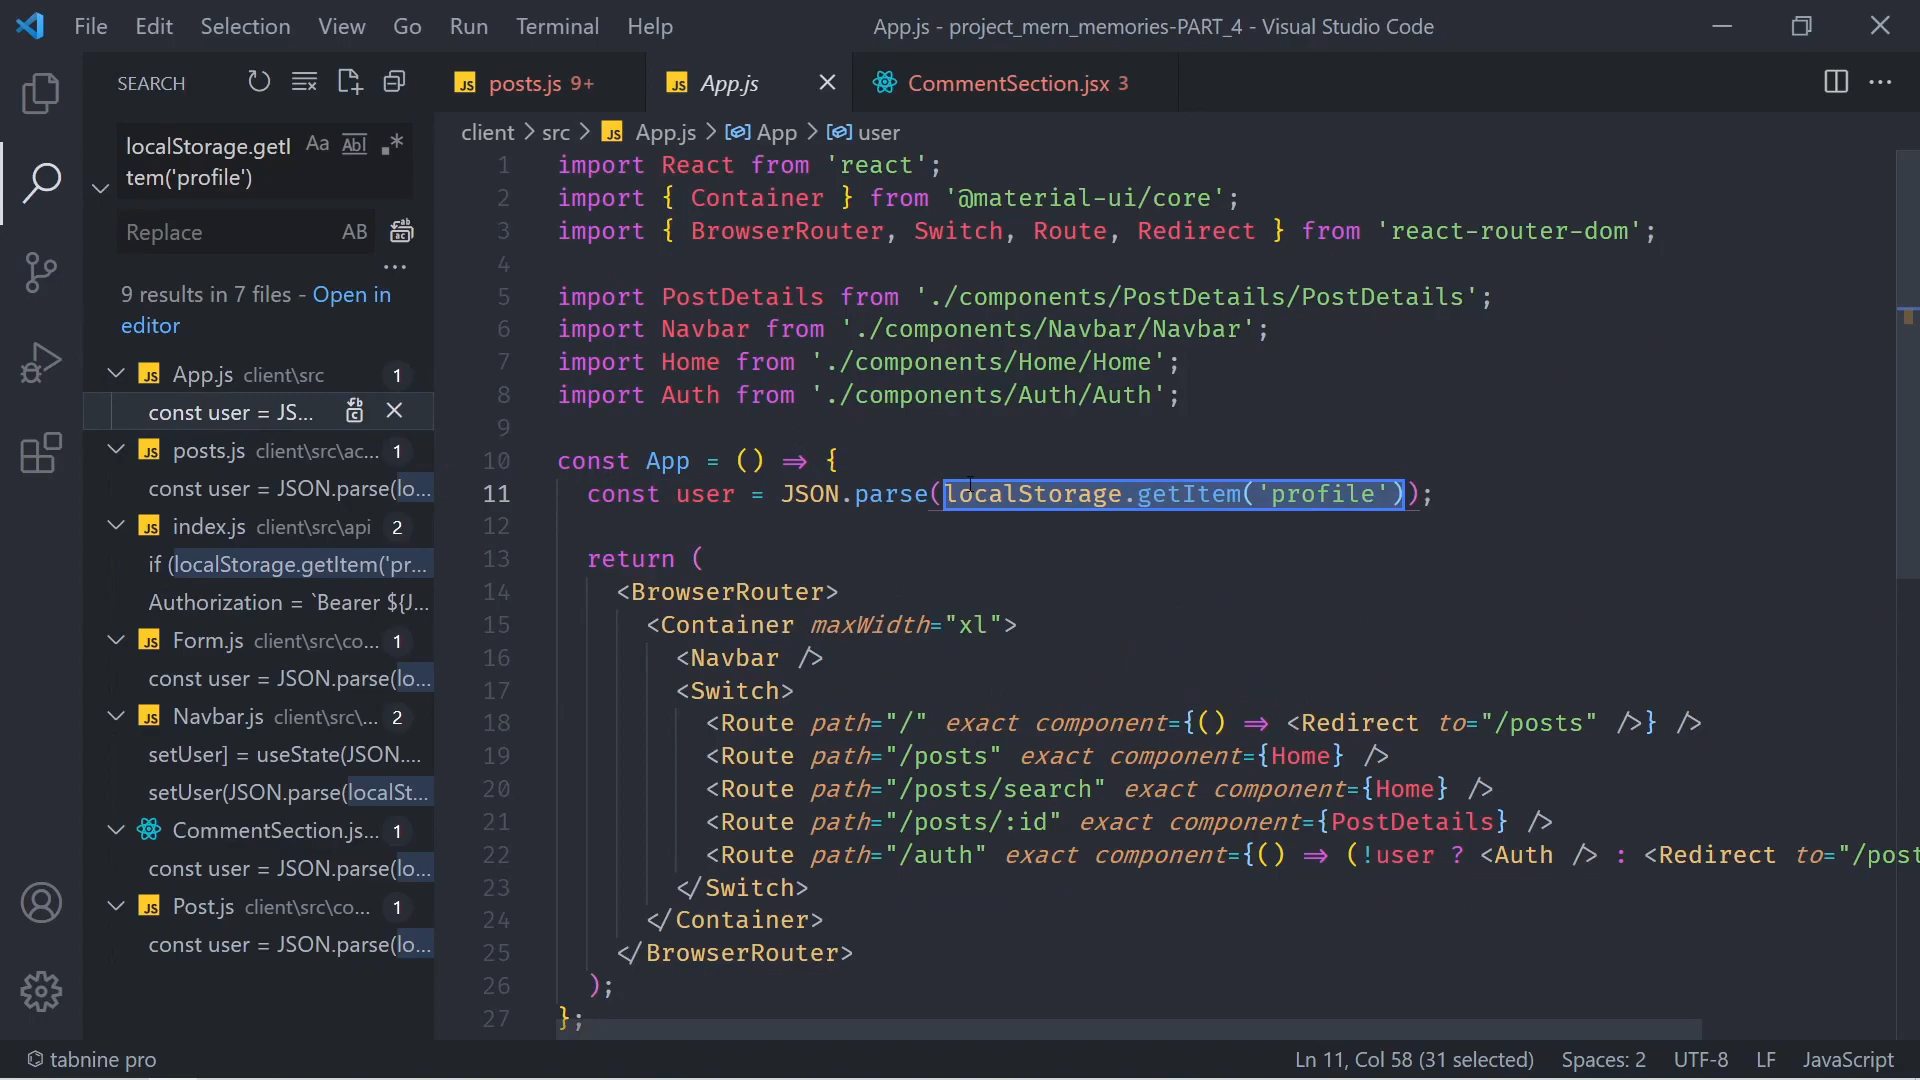 File Edit Selection View Go Run Terminal Help
App.js - project_mern_memories-PART_4 - Visual Studio Code
SEARCH
JS posts.js 9+
JS App.js
CommentSection.jsx 3
localStorage.getI
tem('profile')
Aa Abl .*
Replace
AB
...
9 results in 7 files - Open in
editor
JS App.js client\src 1
const user = JS...
JS posts.js client\src\ac... 1
const user = JSON.parse(lo...
JS index.js client\src\api 2
if (localStorage.getItem('pr...
Authorization = `Bearer ${J...
JS Form.js client\src\co... 1
const user = JSON.parse(lo...
JS Navbar.js client\src\... 2
setUser] = useState(JSON....
setUser(JSON.parse(localSt...
CommentSection.js... 1
const user = JSON.parse(lo...
JS Post.js client\src\co... 1
const user = JSON.parse(lo...
client > src > JS App.js > App > user
1 import React from 'react';
2 import { Container } from '@material-ui/core';
3 import { BrowserRouter, Switch, Route, Redirect } from 'react-router-dom';
4
5 import PostDetails from './components/PostDetails/PostDetails';
6 import Navbar from './components/Navbar/Navbar';
7 import Home from './components/Home/Home';
8 import Auth from './components/Auth/Auth';
9
10 const App = () => {
11 const user = JSON.parse(localStorage.getItem('profile'));
12
13 return (
14 <BrowserRouter>
15 <Container maxWidth="xl">
16 <Navbar />
17 <Switch>
18 <Route path="/" exact component={() => <Redirect to="/posts" />} />
19 <Route path="/posts" exact component={Home} />
20 <Route path="/posts/search" exact component={Home} />
21 <Route path="/posts/:id" exact component={PostDetails} />
22 <Route path="/auth" exact component={() => (!user ? <Auth /> : <Redirect to="/post
23 </Switch>
24 </Container>
25 </BrowserRouter>
26 );
27 };
tabnine pro
Ln 11, Col 58 (31 selected) Spaces: 2 UTF-8 LF JavaScript